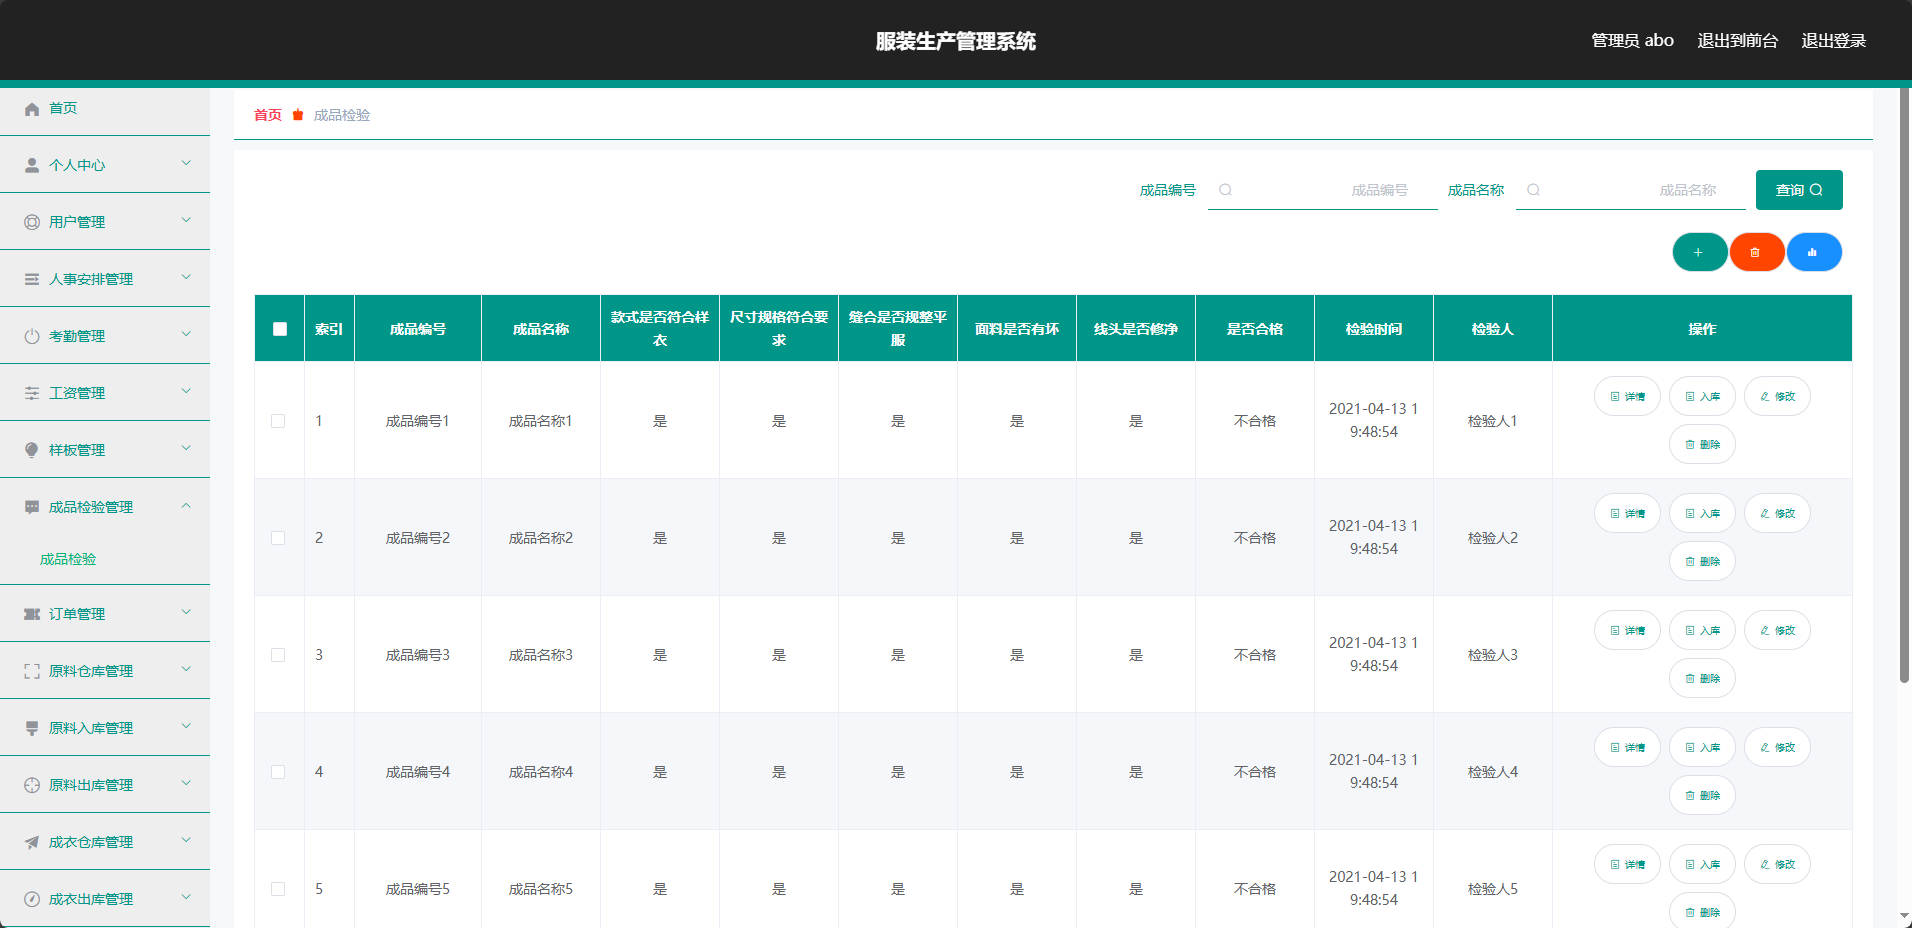 服装生产管理系统
管理员 abo 退出到前台 退出登录
首页
个人中心
用户管理
人事安排管理
考勤管理
工资管理
样板管理
成品检验管理
成品检验
订单管理
原料仓库管理
原料入库管理
原料出库管理
成衣仓库管理
成衣出库管理
首页 成品检验
成品编号 成品编号 成品名称 成品名称 查询
索引 成品编号 成品名称 款式是否符合样衣 尺寸规格符合要求 缝合是否规整平服 面料是否有坏 线头是否修净 是否合格 检验时间 检验人 操作
1 成品编号1 成品名称1 是 是 是 是 是 不合格 2021-04-13 19:48:54 检验人1 详情 入库 修改
删除
2 成品编号2 成品名称2 是 是 是 是 是 不合格 2021-04-13 19:48:54 检验人2 详情 入库 修改
删除
3 成品编号3 成品名称3 是 是 是 是 是 不合格 2021-04-13 19:48:54 检验人3 详情 入库 修改
删除
4 成品编号4 成品名称4 是 是 是 是 是 不合格 2021-04-13 19:48:54 检验人4 详情 入库 修改
删除
5 成品编号5 成品名称5 是 是 是 是 是 不合格 2021-04-13 19:48:54 检验人5 详情 入库 修改
删除